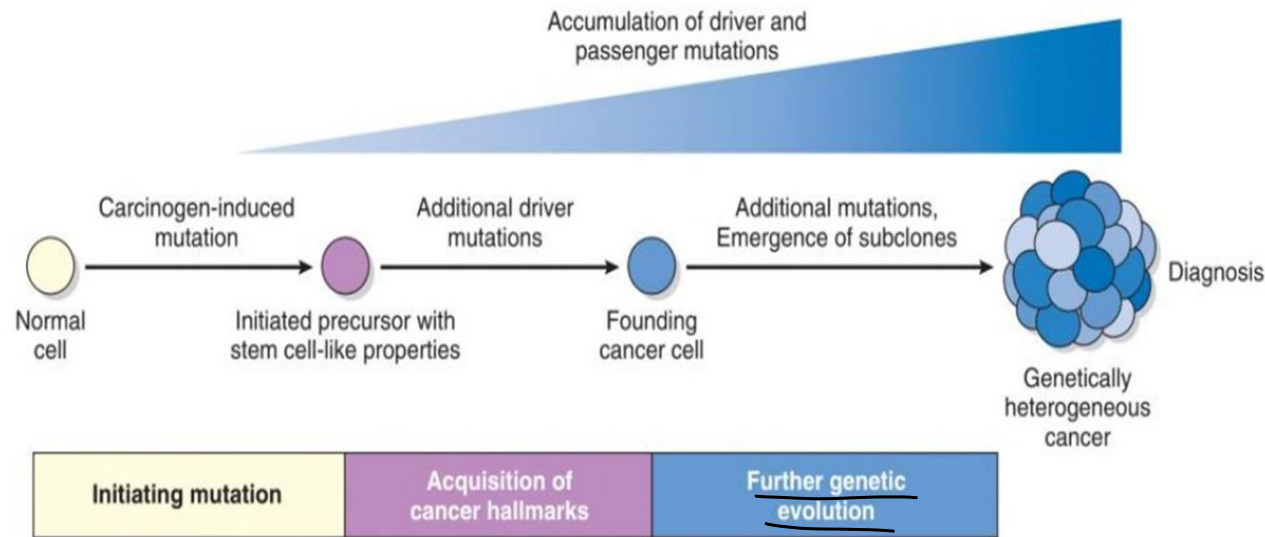 Accumulation of driver and
passenger mutations
Carcinogen-induced
mutation
Additional driver
mutations
Additional mutations,
Emergence of subclones
Diagnosis
Normal
cell
Initiated precursor with
stem cell-like properties
Founding
cancer cell
Genetically
heterogeneous
cancer
Initiating mutation
Acquisition of
cancer hallmarks
Further genetic
evolution